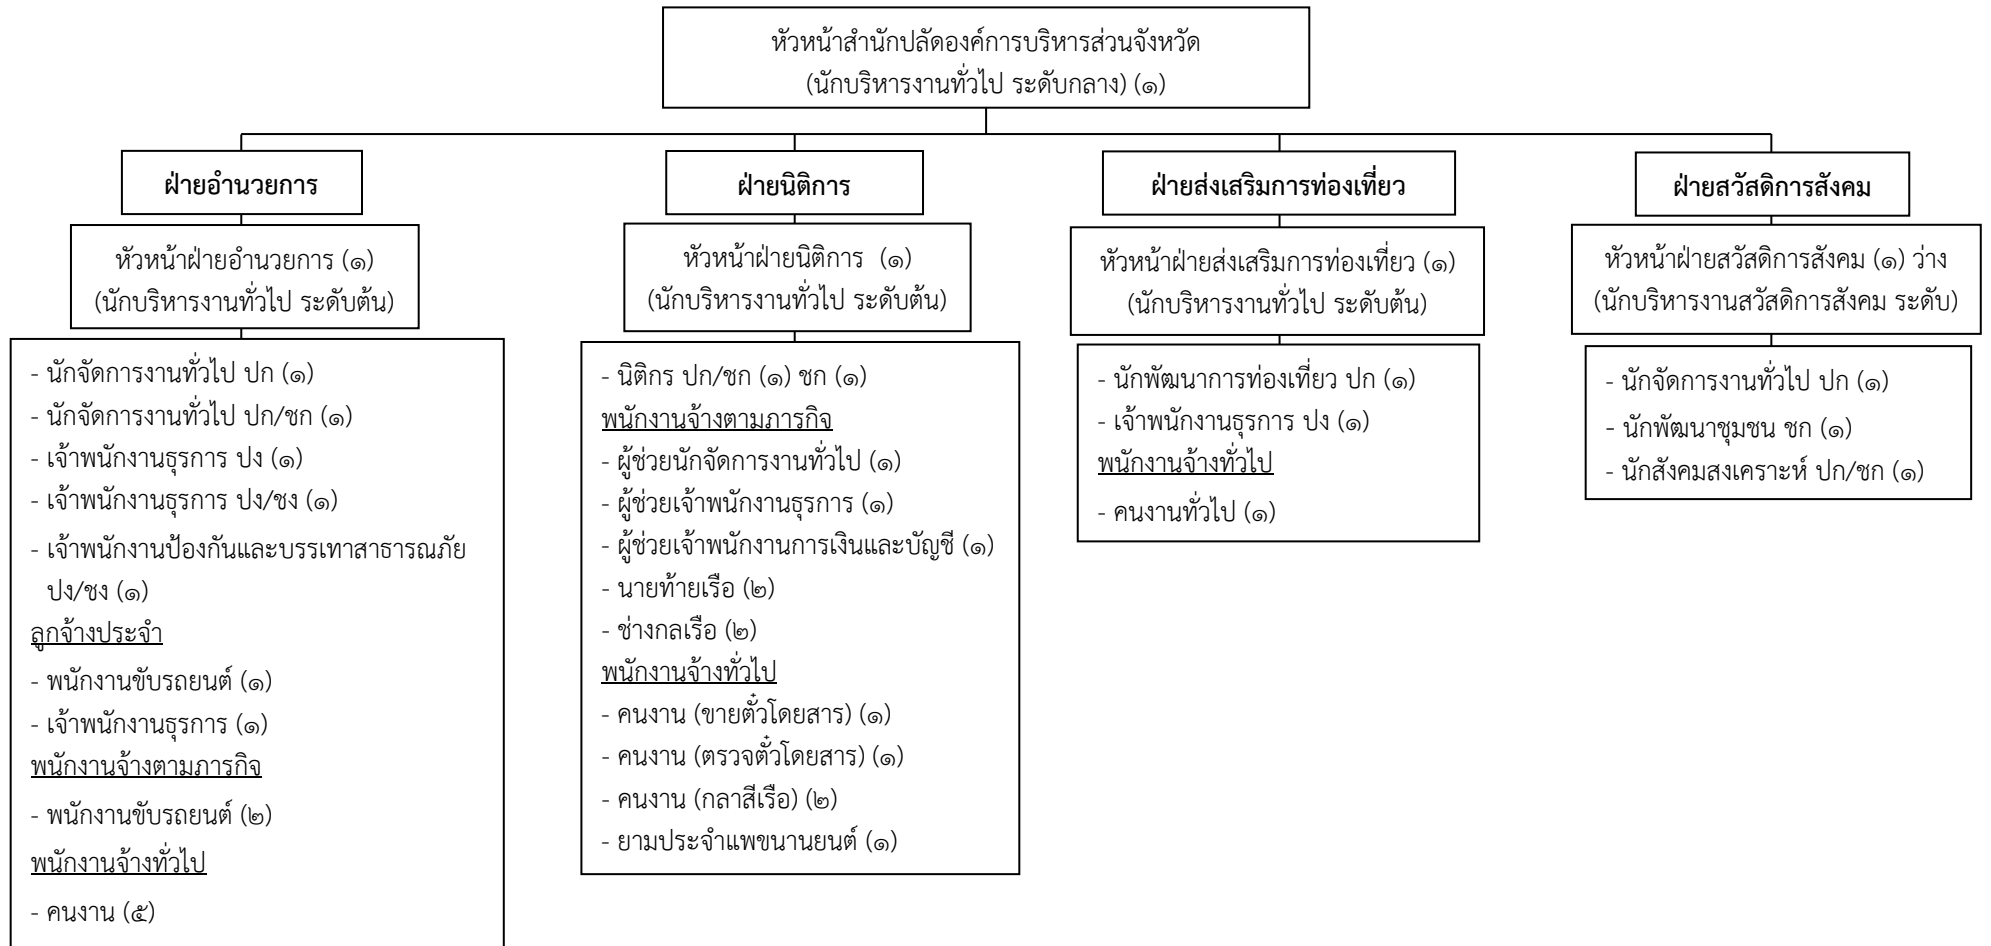 หัวหน้าสำนักปลัดองค์การบริหารส่วนจังหวัด
(นักบริหารงานทั่วไป ระดับกลาง) (๑)
ฝ่ายอำนวยการ
หัวหน้าฝ่ายอำนวยการ (๑)
(นักบริหารงานทั่วไป ระดับต้น)
- นักจัดการงานทั่วไป ปก (๑)
- นักจัดการงานทั่วไป ปก/ชก (๑)
- เจ้าพนักงานธุรการ ปง (๑)
- เจ้าพนักงานธุรการ ปง/ชง (๑)
- เจ้าพนักงานป้องกันและบรรเทาสาธารณภัย
ปง/ชง (๑)
ลูกจ้างประจำ
- พนักงานขับรถยนต์ (๑)
- เจ้าพนักงานธุรการ (๑)
พนักงานจ้างตามภารกิจ
- พนักงานขับรถยนต์ (๒)
พนักงานจ้างทั่วไป
- คนงาน (๕)
ฝ่ายนิติการ
หัวหน้าฝ่ายนิติการ (๑)
(นักบริหารงานทั่วไป ระดับต้น)
- นิติกร ปก/ชก (๑) ชก (๑)
พนักงานจ้างตามภารกิจ
- ผู้ช่วยนักจัดการงานทั่วไป (๑)
- ผู้ช่วยเจ้าพนักงานธุรการ (๑)
- ผู้ช่วยเจ้าพนักงานการเงินและบัญชี (๑)
- นายท้ายเรือ (๒)
- ช่างกลเรือ (๒)
พนักงานจ้างทั่วไป
- คนงาน (ขายตั๋วโดยสาร) (๑)
- คนงาน (ตรวจตั๋วโดยสาร) (๑)
- คนงาน (กลาสีเรือ) (๒)
- ยามประจำแพขนานยนต์ (๑)
ฝ่ายส่งเสริมการท่องเที่ยว
หัวหน้าฝ่ายส่งเสริมการท่องเที่ยว (๑)
(นักบริหารงานทั่วไป ระดับต้น)
- นักพัฒนาการท่องเที่ยว ปก (๑)
- เจ้าพนักงานธุรการ ปง (๑)
พนักงานจ้างทั่วไป
- คนงานทั่วไป (๑)
ฝ่ายสวัสดิการสังคม
หัวหน้าฝ่ายสวัสดิการสังคม (๑) ว่าง
(นักบริหารงานสวัสดิการสังคม ระดับ)
- นักจัดการงานทั่วไป ปก (๑)
- นักพัฒนาชุมชน ชก (๑)
- นักสังคมสงเคราะห์ ปก/ชก (๑)